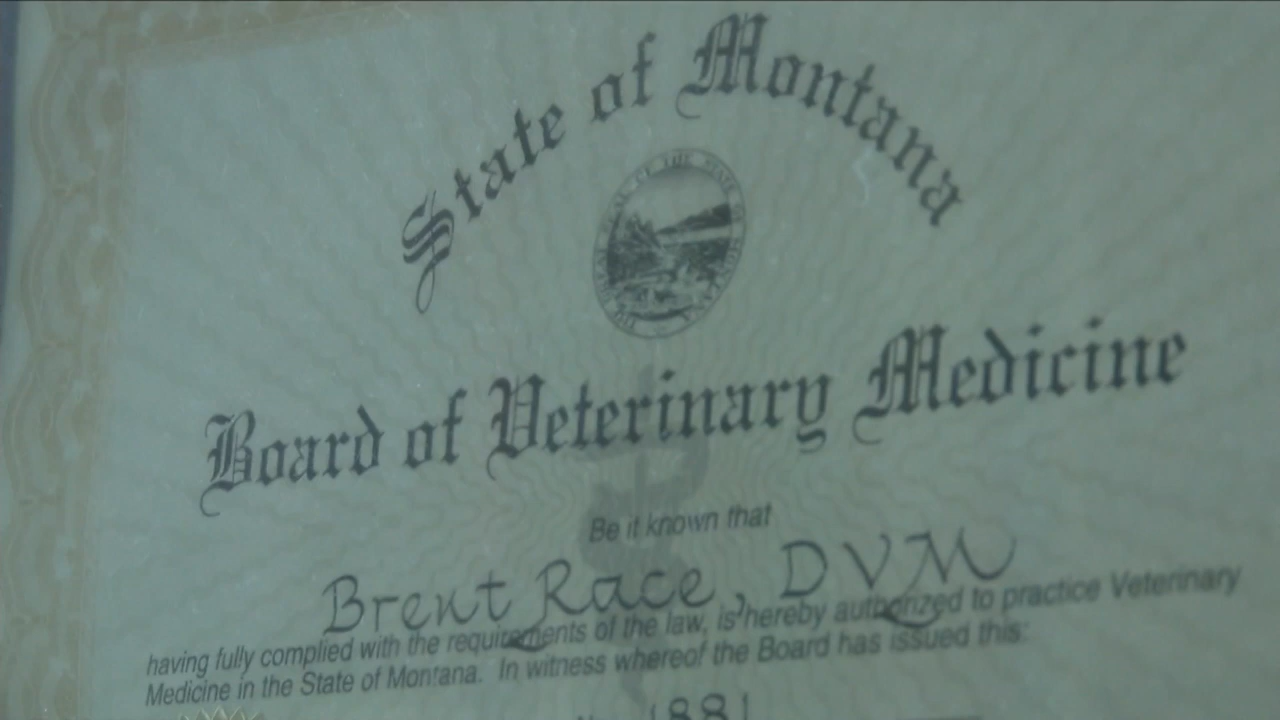 State of Montana
Board of Veterinary Medicine
Be it known that
Brent Race, DVM
having fully complied with the requirements of the law, is hereby authorized to practice Veterinary
Medicine in the State of Montana. In witness whereof the Board has issued this:
1881